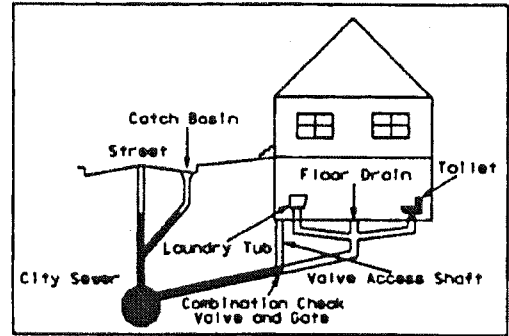 Catch Basin
Street
Floor Drain
Toilet
Laundry Tub
City Sewer
Valve Access Shaft
Combination Check
Valve and Gate